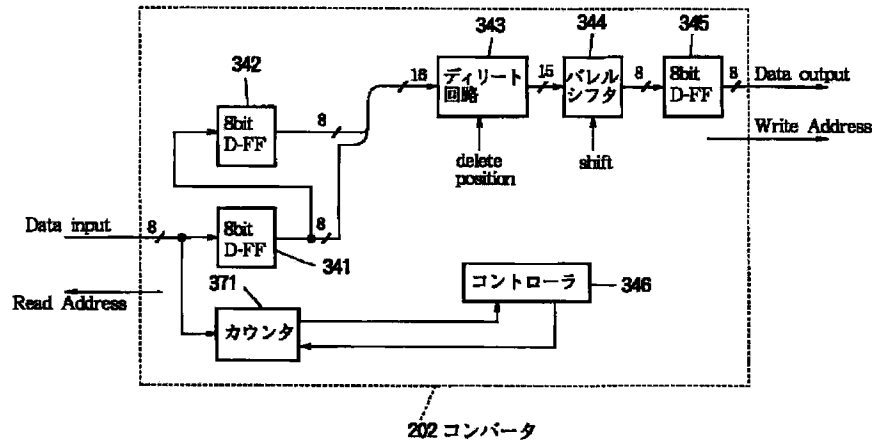 343
344
345
342
16
ディリート
回路
15
バレル
シフタ
8
8bit
D-FF
8
Data output
8bit
D-FF
8
Write Address
delete
position
shift
Data input
8
8bit
D-FF
8
341
Read Address
371
カウンタ
コントローラ
346
202 コンバータ